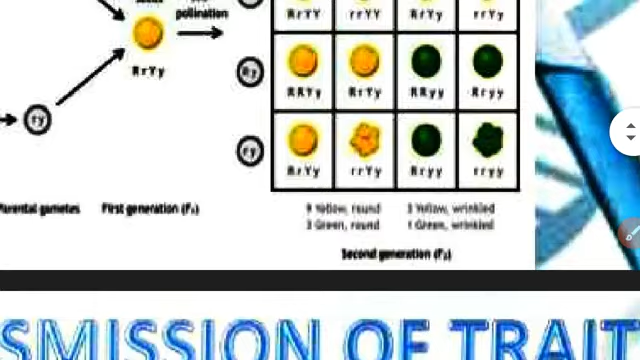 pollination
RrYY rrYY RrYy rrYy
RrYy
Ry
RRYy RrYy RRyy Rryy
ry
ry
RrYy rrYy Rryy rryy
Parental gametes First generation (F₁)
9 Yellow, round 3 Yellow, wrinkled
3 Green, round 1 Green, wrinkled
Second generation (F₂)
SMISSION OF TRAIT